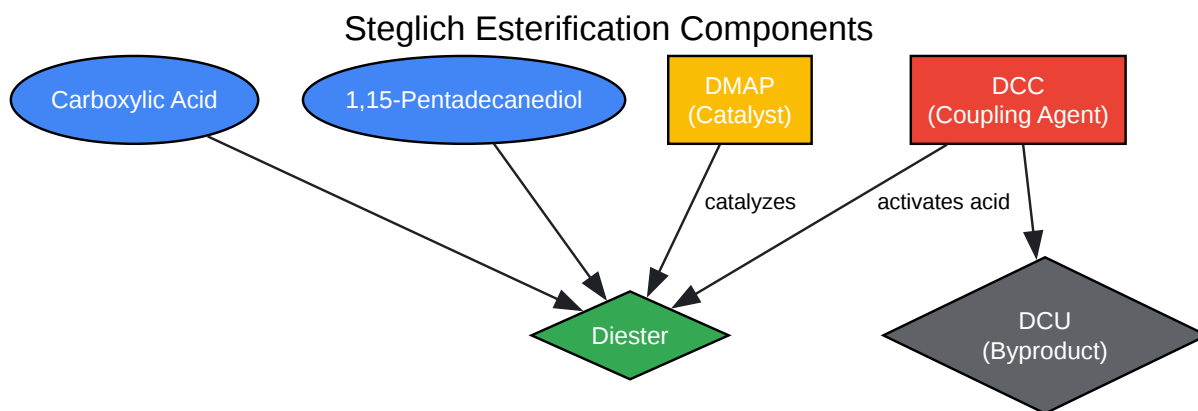 Steglich Esterification Components
Carboxylic Acid
1,15-Pentadecanediol
DMAP
(Catalyst)
DCC
(Coupling Agent)
catalyzes
activates acid
Diester
DCU
(Byproduct)